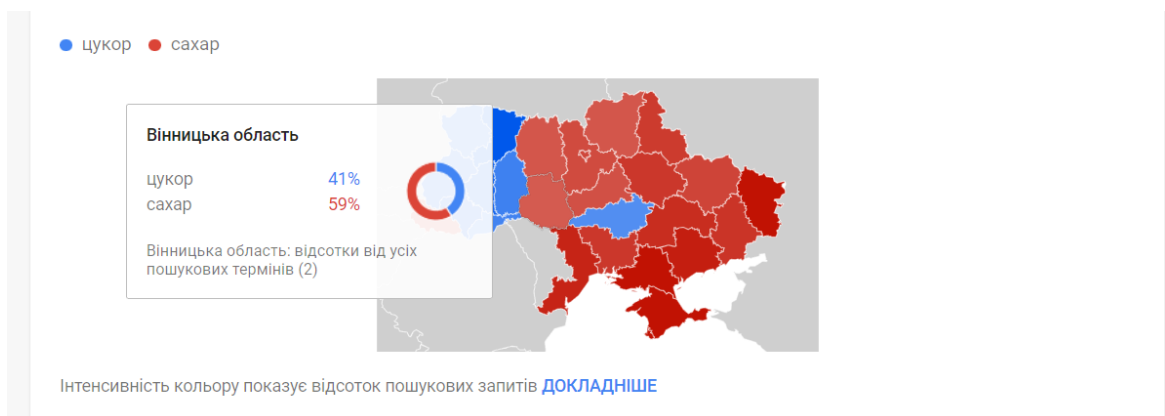 цукор сахар
Вінницька область
цукор 41%
сахар 59%
Вінницька область: відсотки від усіх
пошукових термінів (2)
Інтенсивність кольору показує відсоток пошукових запитів ДОКЛАДНІШЕ